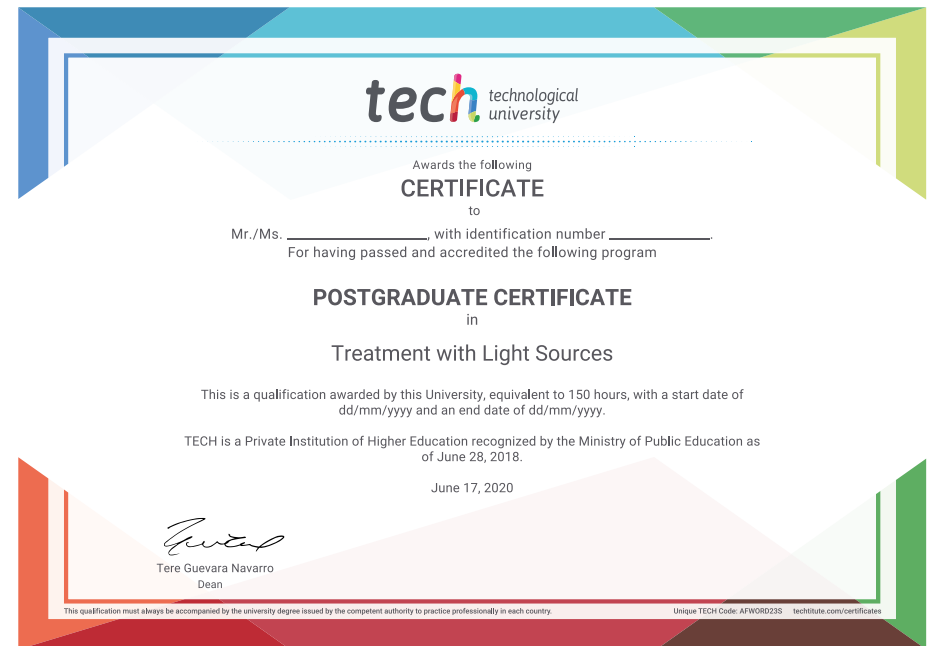 tech technological
university
Awards the following
CERTIFICATE
to
Mr./Ms. ____________________, with identification number ______________.
For having passed and accredited the following program
POSTGRADUATE CERTIFICATE
in
Treatment with Light Sources
This is a qualification awarded by this University, equivalent to 150 hours, with a start date of
dd/mm/yyyy and an end date of dd/mm/yyyy.
TECH is a Private Institution of Higher Education recognized by the Ministry of Public Education as
of June 28, 2018.
June 17, 2020
Tere Guevara Navarro
Dean
This qualification must always be accompanied by the university degree issued by the competent authority to practice professionally in each country.
Unique TECH Code: AFWORD23S techtitute.com/certificates